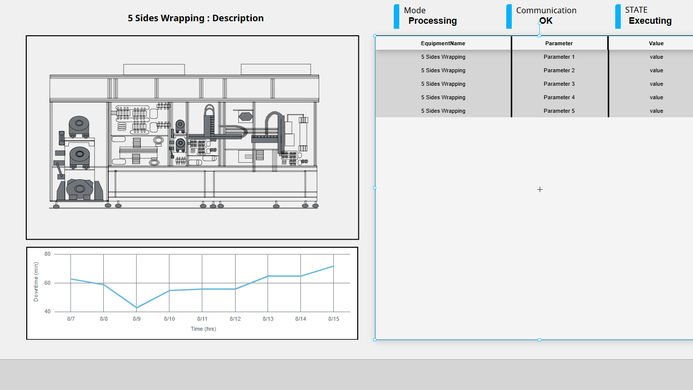 5 Sides Wrapping : Description
Mode
Processing
Communication
OK
STATE
Executing
EquipmentName Parameter Value
5 Sides Wrapping Parameter 1 value
5 Sides Wrapping Parameter 2 value
5 Sides Wrapping Parameter 3 value
5 Sides Wrapping Parameter 4 value
5 Sides Wrapping Parameter 5 value
Downtime (min)
80
60
40
8/7 8/8 8/9 8/10 8/11 8/12 8/13 8/14 8/15
Time (hrs)